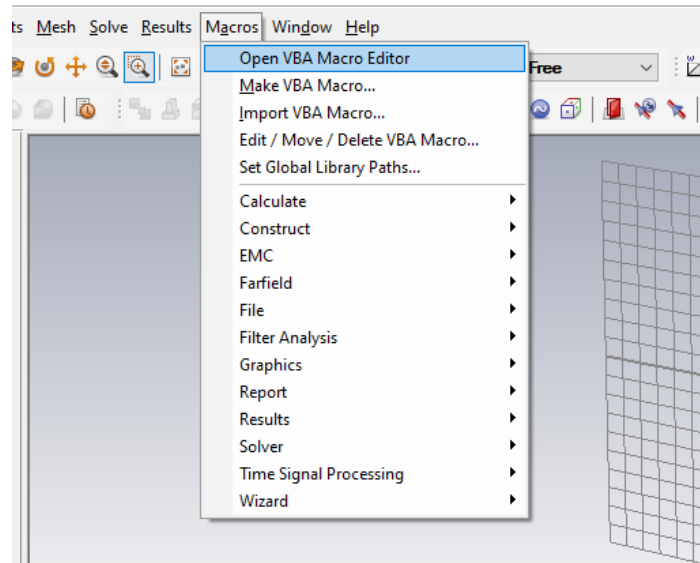 ts Mesh Solve Results Macros Window Help
Open VBA Macro Editor
Free
Make VBA Macro...
Import VBA Macro...
Edit / Move / Delete VBA Macro...
Set Global Library Paths...
Calculate
Construct
EMC
Farfield
File
Filter Analysis
Graphics
Report
Results
Solver
Time Signal Processing
Wizard